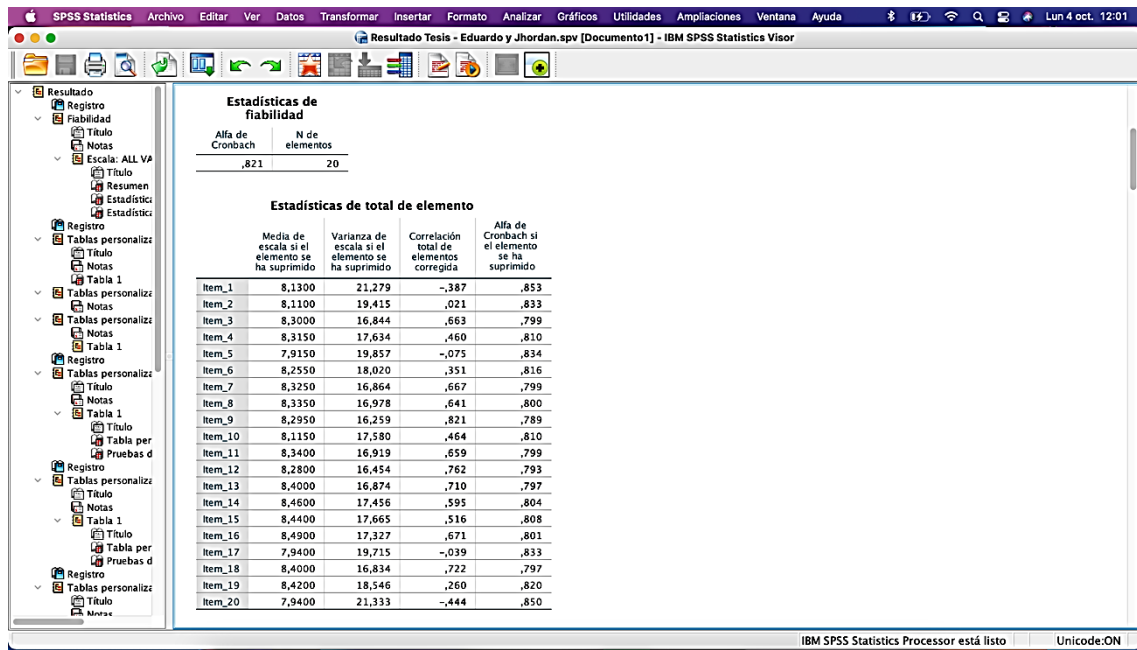 SPSS Statistics Archivo Editar Ver Datos Transformar Insertar Formato Analizar Gráficos Utilidades Ampliaciones Ventana Ayuda Lun 4 oct. 12:01
Resultado Tesis - Eduardo y Jhordan.spv [Documento1] - IBM SPSS Statistics Visor
Resultado
Registro
Fiabilidad
Título
Notas
Escala: ALL VA
Título
Resumen
Estadística
Estadística
Registro
Tablas personaliza
Título
Notas
Tabla 1
Tablas personaliza
Notas
Tablas personaliza
Notas
Tabla 1
Registro
Tablas personaliza
Título
Notas
Tabla 1
Título
Tabla per
Pruebas d
Registro
Tablas personaliza
Título
Notas
Tabla 1
Título
Tabla per
Pruebas d
Registro
Tablas personaliza
Título
Notas
Estadísticas de
fiabilidad
Alfa de N de
Cronbach elementos
,821 20
Estadísticas de total de elemento
Alfa de
Media de Varianza de Correlación Cronbach si
escala si el escala si el total de el elemento
elemento se elemento se elementos se ha
ha suprimido ha suprimido corregida suprimido
Item_1 8,1300 21,279 -,387 ,853
Item_2 8,1100 19,415 ,021 ,833
Item_3 8,3000 16,844 ,663 ,799
Item_4 8,3150 17,634 ,460 ,810
Item_5 7,9150 19,857 -,075 ,834
Item_6 8,2550 18,020 ,351 ,816
Item_7 8,3250 16,864 ,667 ,799
Item_8 8,3350 16,978 ,641 ,800
Item_9 8,2950 16,259 ,821 ,789
Item_10 8,1150 17,580 ,464 ,810
Item_11 8,3400 16,919 ,659 ,799
Item_12 8,2800 16,454 ,762 ,793
Item_13 8,4000 16,874 ,710 ,797
Item_14 8,4600 17,456 ,595 ,804
Item_15 8,4400 17,665 ,516 ,808
Item_16 8,4900 17,327 ,671 ,801
Item_17 7,9400 19,715 -,039 ,833
Item_18 8,4000 16,834 ,722 ,797
Item_19 8,4200 18,546 ,260 ,820
Item_20 7,9400 21,333 -,444 ,850
IBM SPSS Statistics Processor está listo Unicode:ON